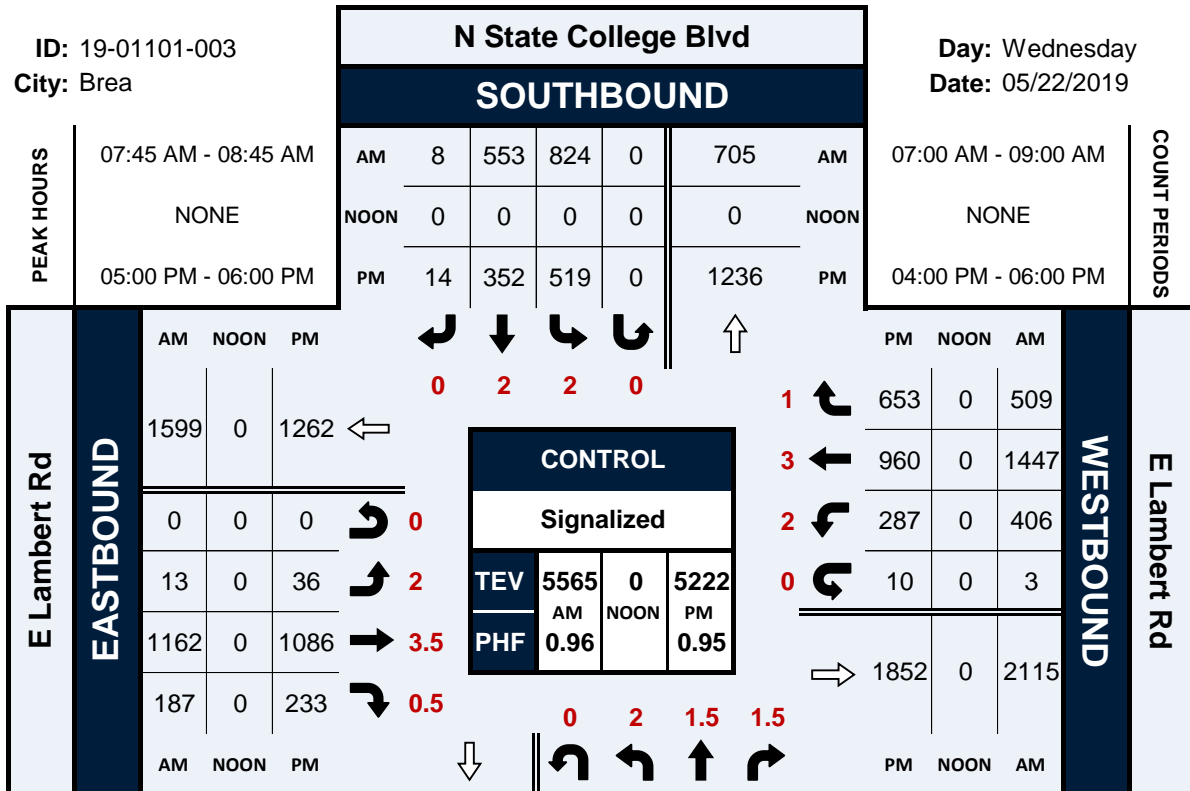 N State College Blvd
ID: 19-01101-003
Day: Wednesday
City: Brea
Date: 05/22/2019
SOUTHBOUND
PEAK HOURS
07:45 AM - 08:45 AM
AM 8 553 824 0 705 AM
07:00 AM - 09:00 AM
COUNT PERIODS
NONE
NOON 0 0 0 0 0 NOON
NONE
05:00 PM - 06:00 PM
PM 14 352 519 0 1236 PM
04:00 PM - 06:00 PM
0 2 2 0
E Lambert Rd
EASTBOUND
AM NOON PM
1599 0 1262
0 0 0 0
13 0 36 2
1162 0 1086 3.5
187 0 233 0.5
AM NOON PM
CONTROL
Signalized
TEV 5565 0 5222
AM NOON PM
PHF 0.96 0.95
PM NOON AM
1 653 0 509
3 960 0 1447
2 287 0 406
0 10 0 3
1852 0 2115
PM NOON AM
WESTBOUND
E Lambert Rd
0 2 1.5 1.5